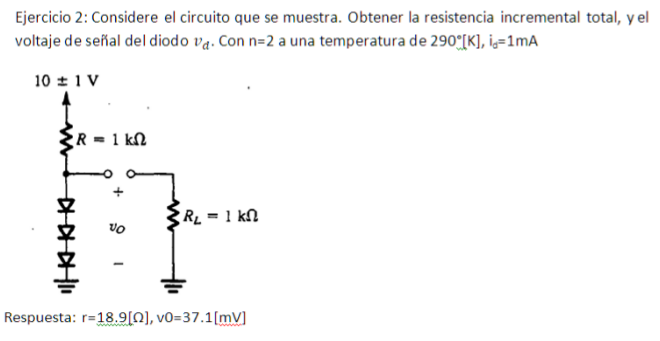 Ejercicio 2: Considere el circuito que se muestra. Obtener la resistencia incremental total, y el
voltaje de señal del diodo v_d. Con n=2 a una temperatura de 290°[K], i_d=1mA
10 ± 1 V
R = 1 kΩ
+
R_L = 1 kΩ
vo
–
Respuesta: r=18.9[Ω], v0=37.1[mV]